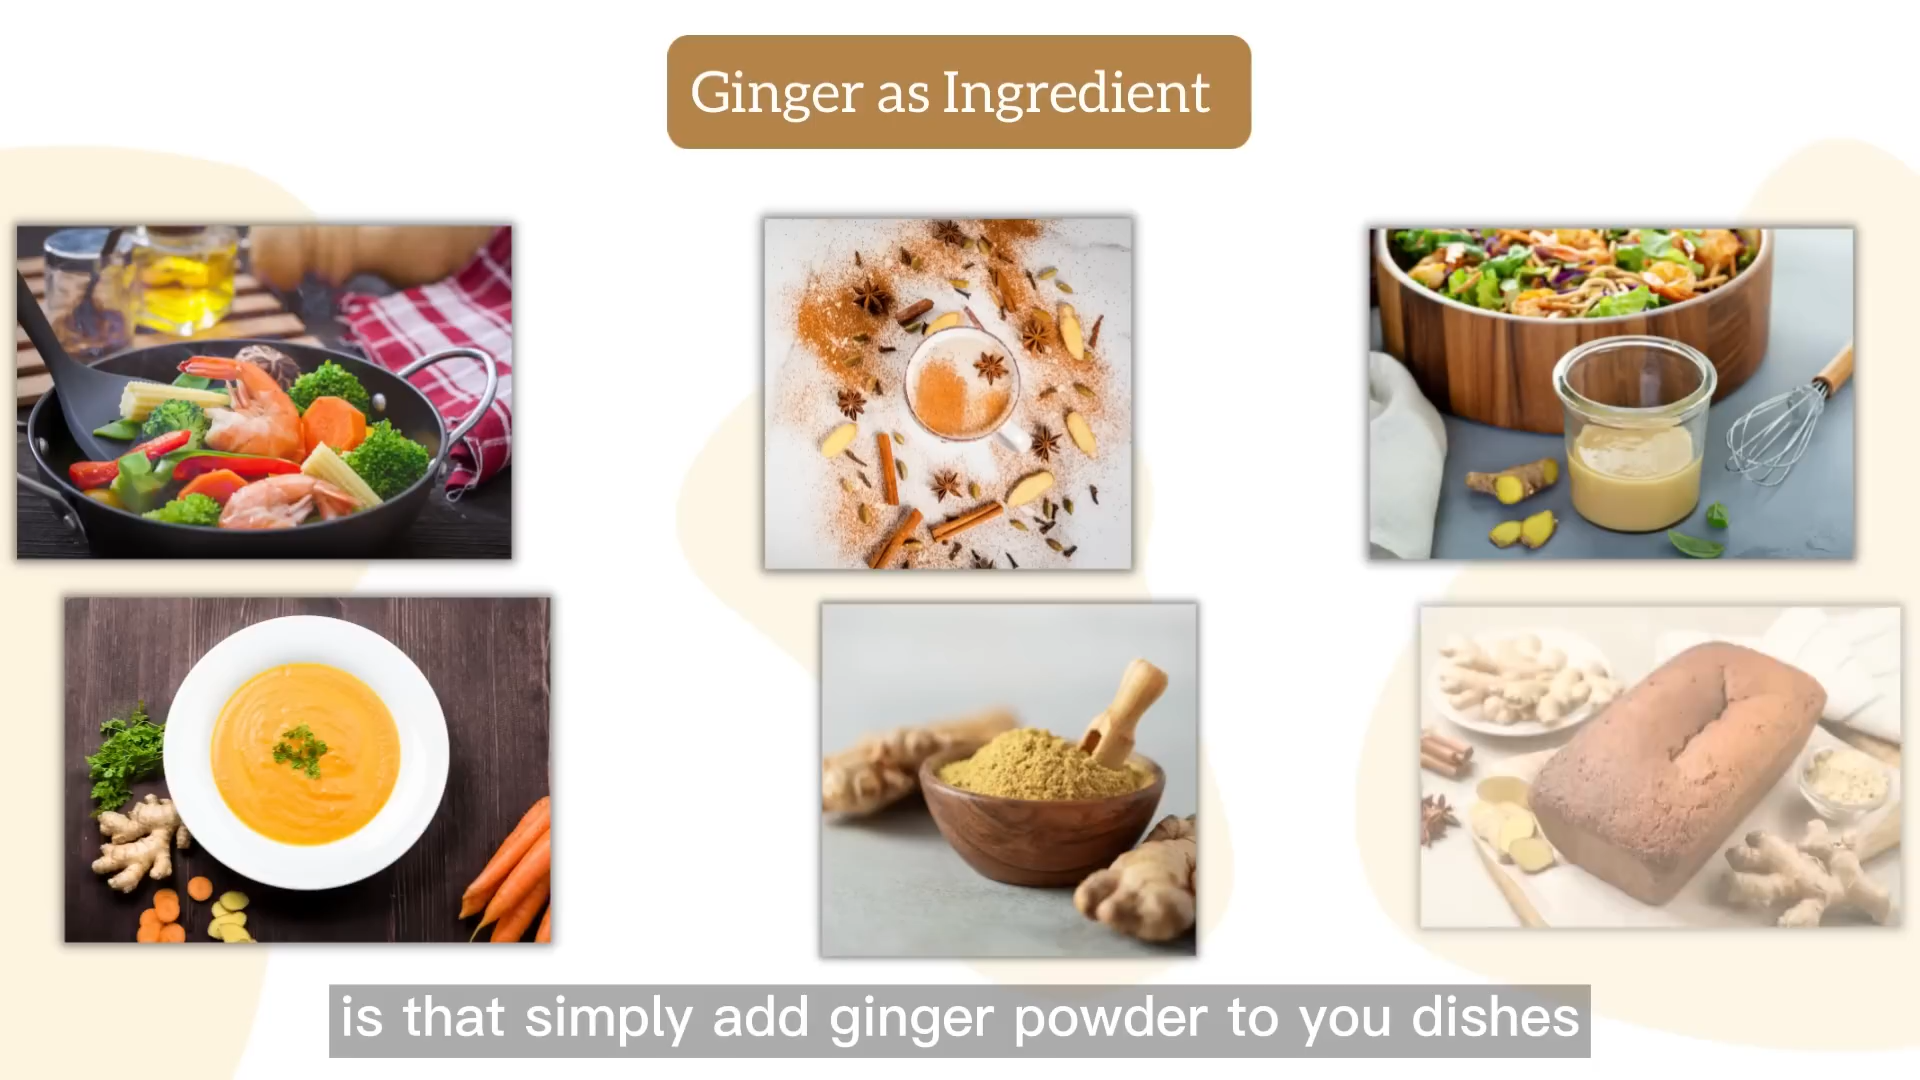 Ginger as Ingredient
is that simply add ginger powder to you dishes